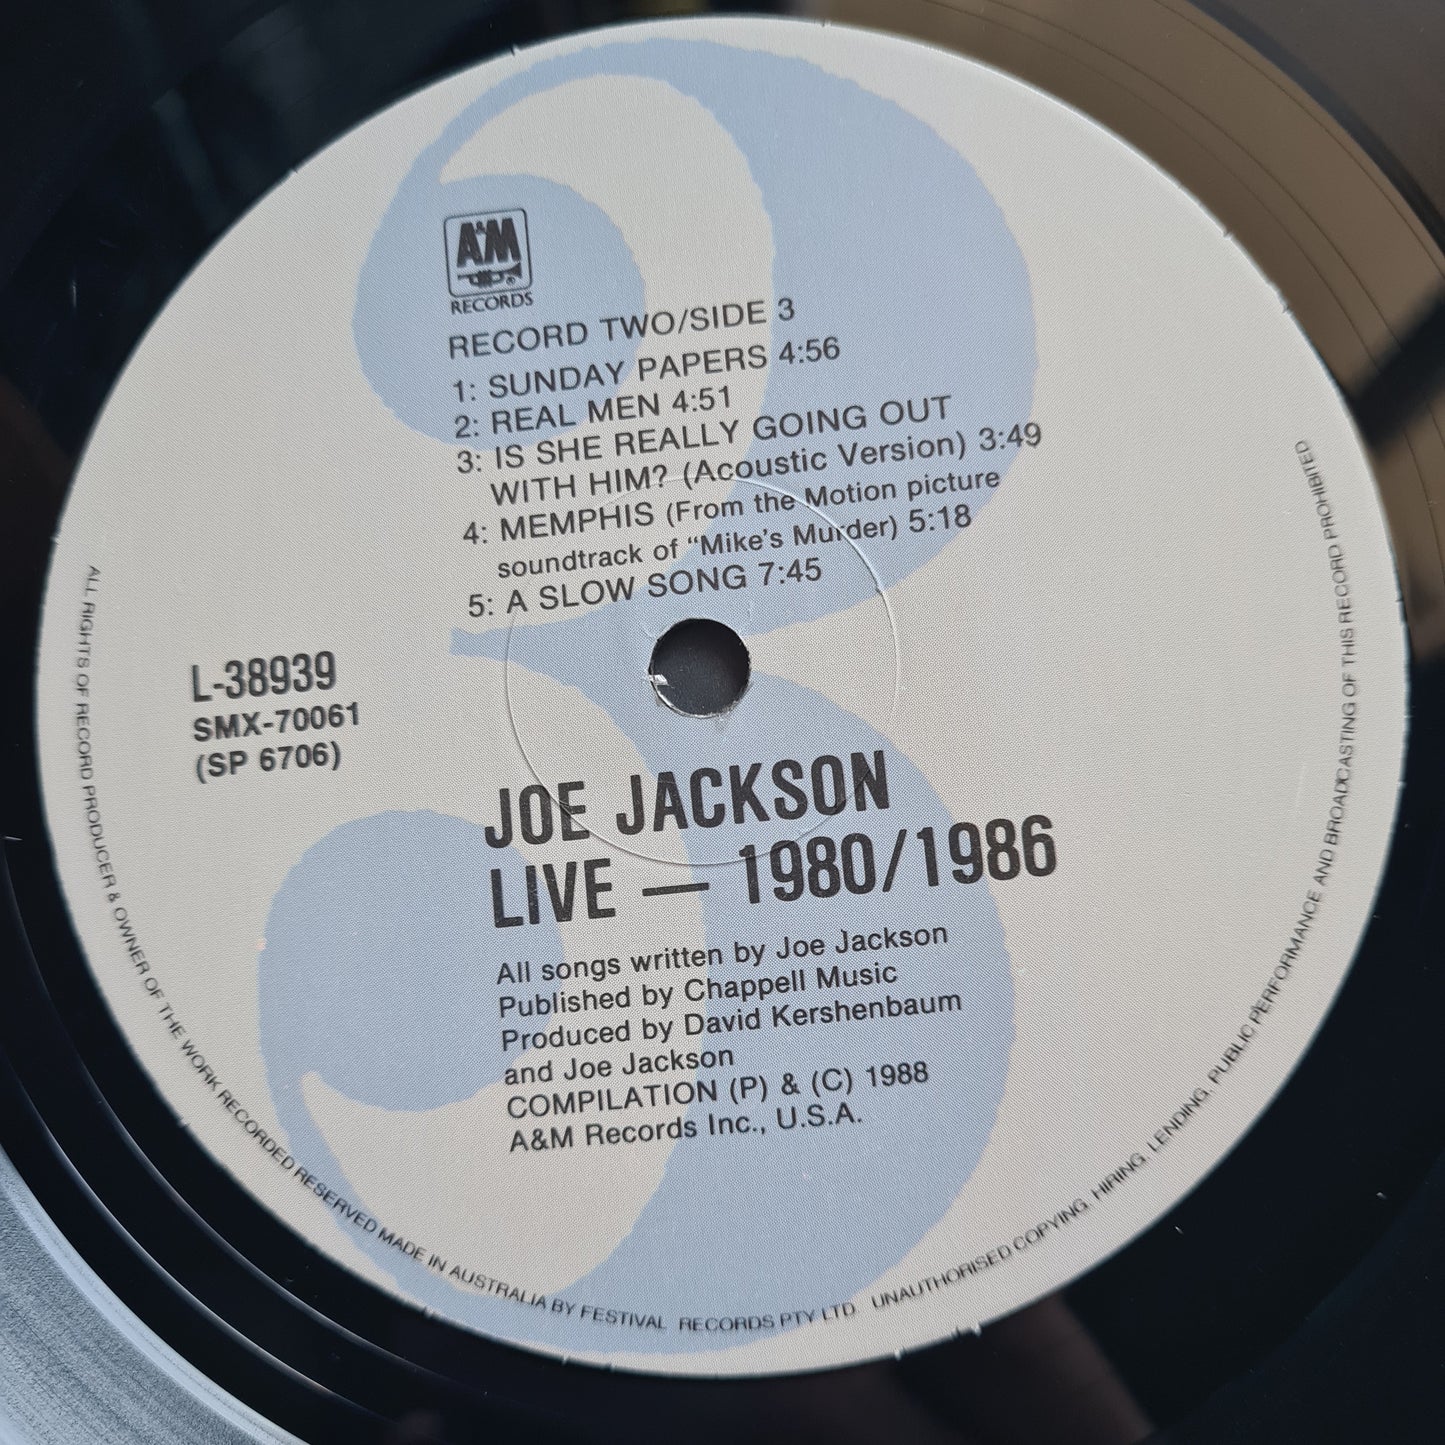 A&M
RECORDS
RECORD TWO/SIDE 3
1: SUNDAY PAPERS 4:56
2: REAL MEN 4:51
3: IS SHE REALLY GOING OUT
WITH HIM? (Acoustic Version) 3:49
4: MEMPHIS (From the Motion picture
soundtrack of “Mike's Murder) 5:18
5: A SLOW SONG 7:45
L-38939
SMX-70061
(SP 6706)
JOE JACKSON
LIVE — 1980/1986
All songs written by Joe Jackson
Published by Chappell Music
Produced by David Kershenbaum
and Joe Jackson
COMPILATION (P) & (C) 1988
A&M Records Inc., U.S.A.
ALL RIGHTS OF RECORD PRODUCER & OWNER OF THE WORK RECORDED RESERVED MADE IN AUSTRALIA BY FESTIVAL RECORDS PTY LTD UNAUTHORISED COPYING, HIRING, LENDING, PUBLIC PERFORMANCE AND BROADCASTING OF THIS RECORD PROHIBITED